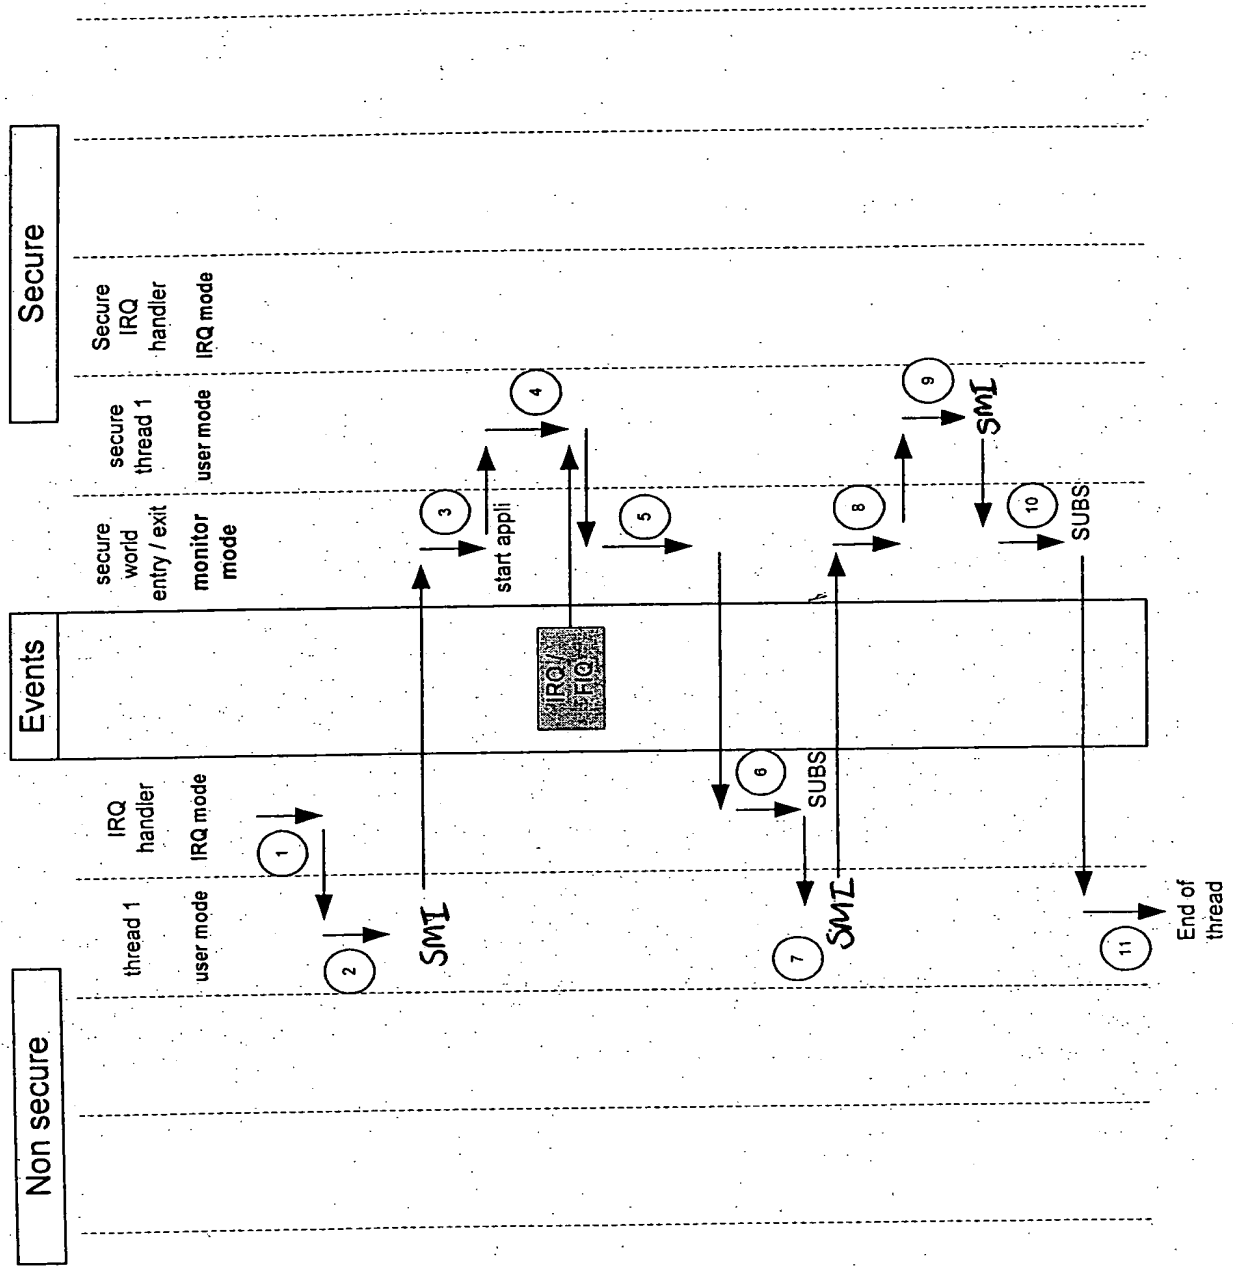 Non secure
Events
Secure
thread 1
user mode
IRQ
handler
IRQ mode
secure
world
entry / exit
monitor
mode
secure
thread 1
user mode
Secure
IRQ
handler
IRQ mode
1
2
SMI
3
start appli
4
IRQ/
FIQ
5
6
SUBS
7
SMI
8
9
SMI
10
SUBS
11
End of
thread